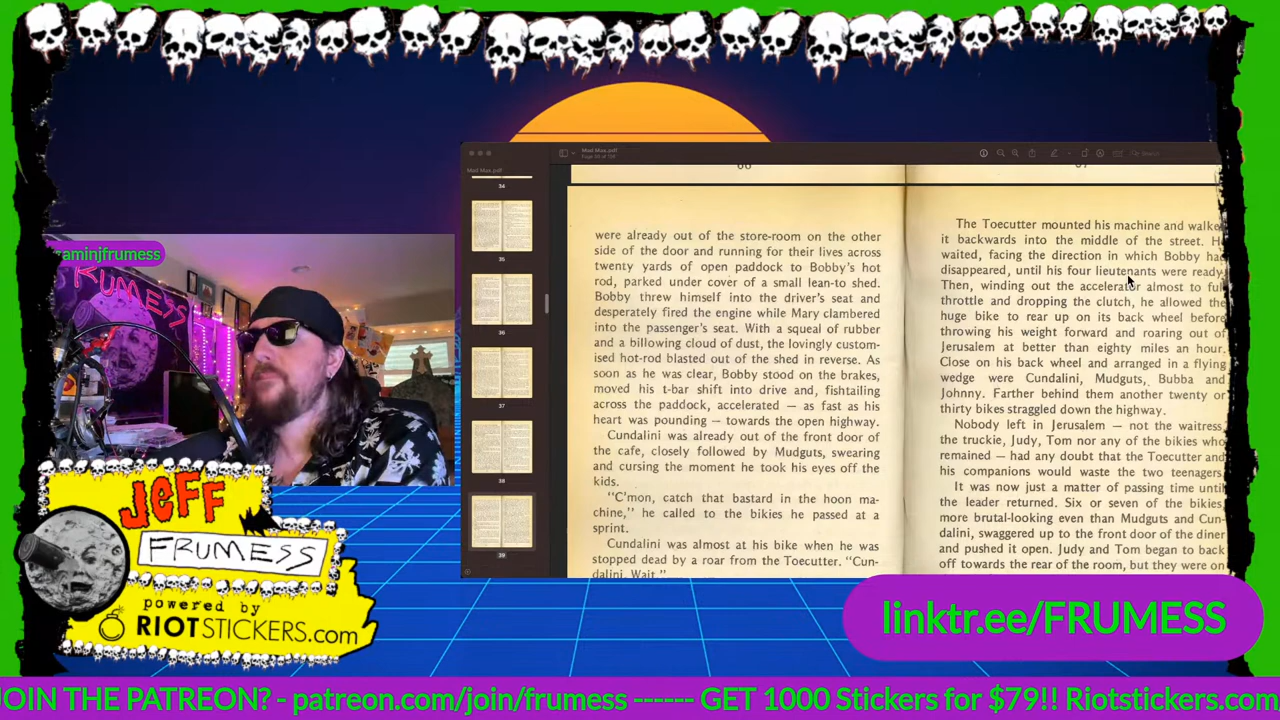 aminjfrumess
FRUMESS
JEFF
FRUMESS
powered by
RIOTSTICKERS.com
Mad Max.pdf
Mad Max.pdf
Search
34
35
36
37
38
39
were already out of the store-room on the other
side of the door and running for their lives across
twenty yards of open paddock to Bobby's hot
rod, parked under cover of a small lean-to shed.
Bobby threw himself into the driver's seat and
desperately fired the engine while Mary clambered
into the passenger's seat. With a squeal of rubber
and a billowing cloud of dust, the lovingly custom-
ised hot-rod blasted out of the shed in reverse. As
soon as he was clear, Bobby stood on the brakes,
moved his t-bar shift into drive and, fishtailing
across the paddock, accelerated — as fast as his
heart was pounding — towards the open highway.
Cundalini was already out of the front door of
the cafe, closely followed by Mudguts, swearing
and cursing the moment he took his eyes off the
kids.
"C'mon, catch that bastard in the hoon ma-
chine," he called to the bikies he passed at a
sprint.
Cundalini was almost at his bike when he was
stopped dead by a roar from the Toecutter. "Cun-
dalini. Wait."
The Toecutter mounted his machine and walke
it backwards into the middle of the street. H
waited, facing the direction in which Bobby had
disappeared, until his four lieutenants were ready.
Then, winding out the accelerator almost to ful
throttle and dropping the clutch, he allowed the
huge bike to rear up on its back wheel before
throwing his weight forward and roaring out of
Jerusalem at better than eighty miles an hour.
Close on his back wheel and arranged in a flying
wedge were Cundalini, Mudguts, Bubba and
Johnny. Farther behind them another twenty or
thirty bikes straggled down the highway.
Nobody left in Jerusalem — not the waitress,
the truckie, Judy, Tom nor any of the bikies who
remained — had any doubt that the Toecutter and
his companions would waste the two teenagers.
It was now just a matter of passing time until
the leader returned. Six or seven of the bikies,
more brutal-looking even than Mudguts and Cun-
dalini, swaggered up to the front door of the diner
and pushed it open. Judy and Tom began to back
off towards the rear of the room, but they were on
linktr.ee/FRUMESS
JOIN THE PATREON? - patreon.com/join/frumess ------ GET 1000 Stickers for $79!! Riotstickers.com